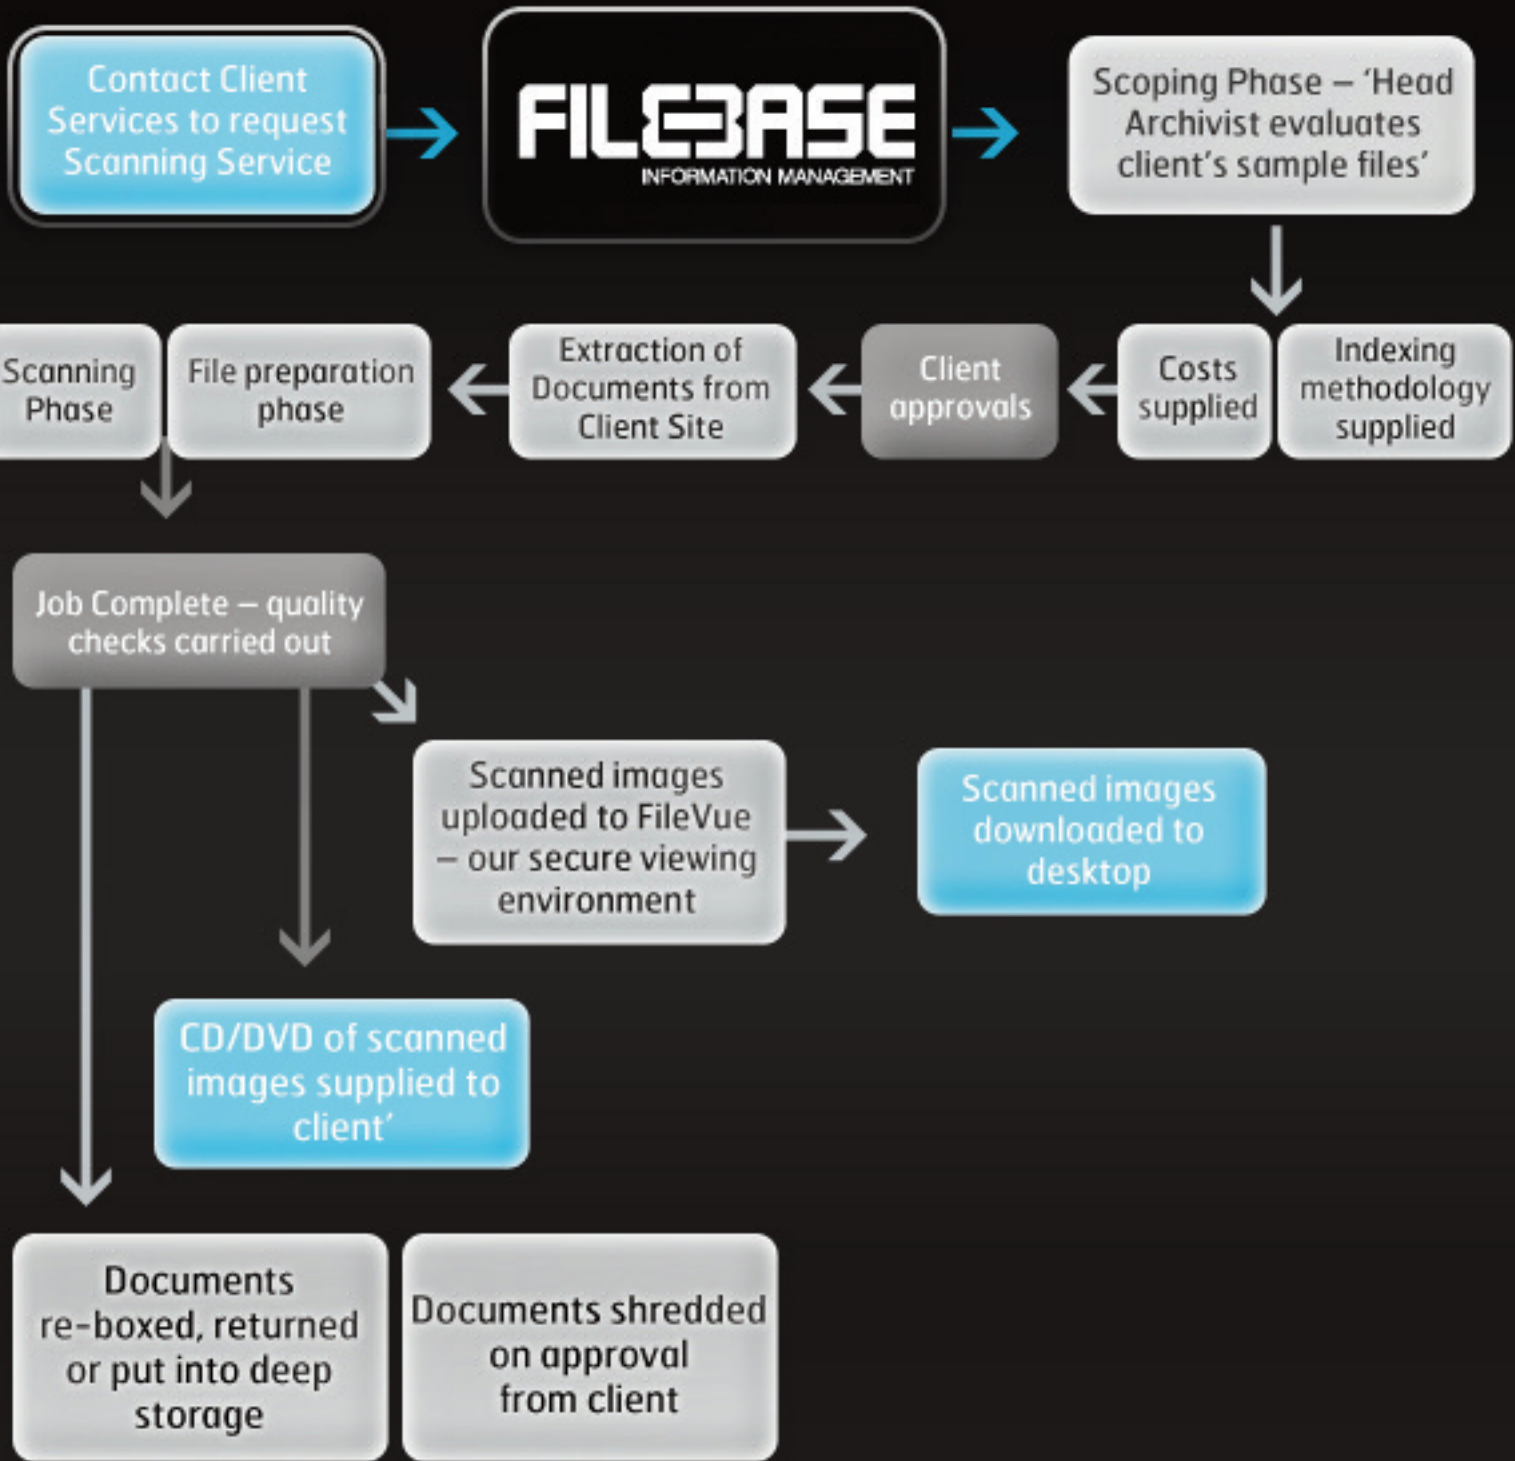 Contact Client
Services to request
Scanning Service
FILEBASE
INFORMATION MANAGEMENT
Scoping Phase – ‘Head
Archivist evaluates
client’s sample files’
Scanning
Phase
File preparation
phase
Extraction of
Documents from
Client Site
Client
approvals
Costs
supplied
Indexing
methodology
supplied
Job Complete – quality
checks carried out
Scanned images
uploaded to FileVue
– our secure viewing
environment
Scanned images
downloaded to
desktop
CD/DVD of scanned
images supplied to
client’
Documents
re-boxed, returned
or put into deep
storage
Documents shredded
on approval
from client